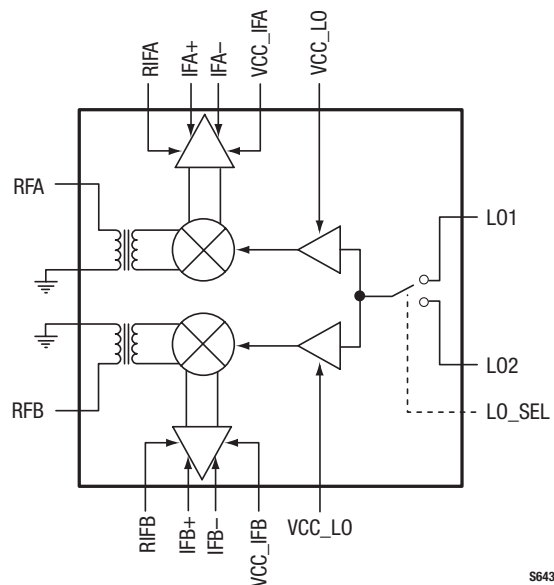 RIFA
IFA+
IFA–
VCC_IFA
VCC_LO
RFA
LO1
LO2
LO_SEL
RFB
RIFB
IFB+
IFB–
VCC_IFB
VCC_LO
S643